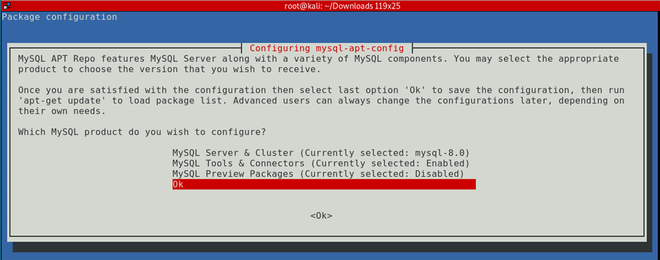 root@kali: ~/Downloads 119x25
Package configuration
Configuring mysql-apt-config
MySQL APT Repo features MySQL Server along with a variety of MySQL components. You may select the appropriate
product to choose the version that you wish to receive.
Once you are satisfied with the configuration then select last option 'Ok' to save the configuration, then run
'apt-get update' to load package list. Advanced users can always change the configurations later, depending on
their own needs.
Which MySQL product do you wish to configure?
MySQL Server & Cluster (Currently selected: mysql-8.0)
MySQL Tools & Connectors (Currently selected: Enabled)
MySQL Preview Packages (Currently selected: Disabled)
Ok
<Ok>